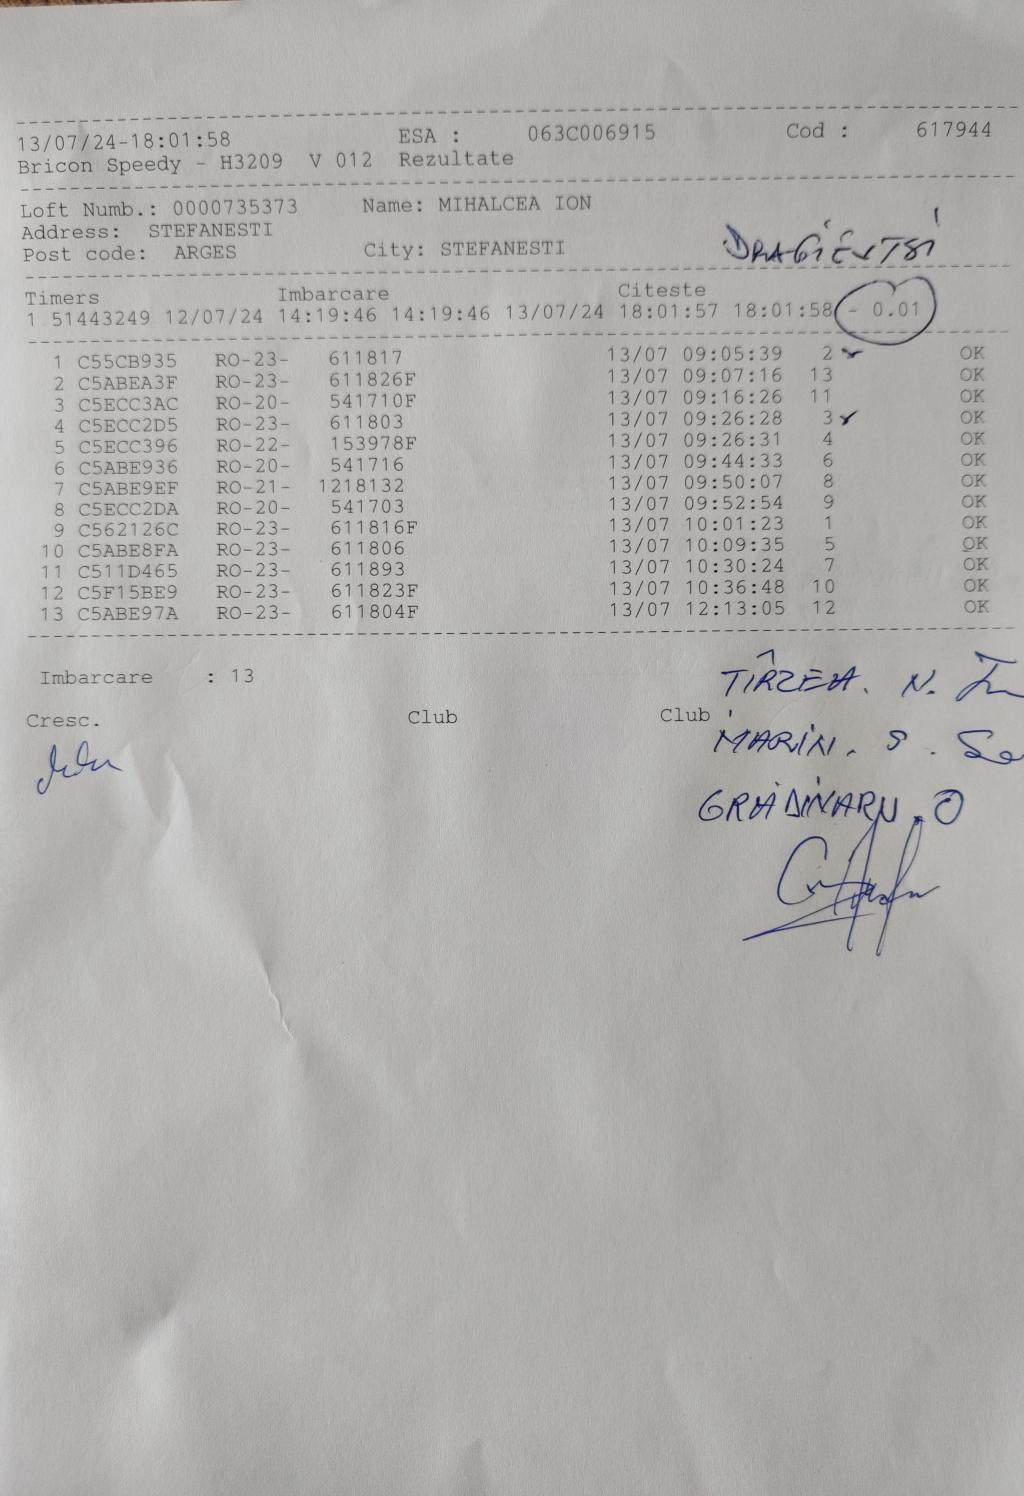 13/07/24-18:01:58 ESA : 063C006915 Cod : 617944
Bricon Speedy - H3209 V 012 Rezultate
Loft Numb.: 0000735373 Name: MIHALCEA ION
Address: STEFANESTI
Post code: ARGES City: STEFANESTI
Timers Imbarcare Citeste
1 51443249 12/07/24 14:19:46 14:19:46 13/07/24 18:01:57 18:01:58 - 0.01
1 C55CB935 RO-23- 611817 13/07 09:05:39 2 OK
2 C5ABEA3F RO-23- 611826F 13/07 09:07:16 13 OK
3 C5ECC3AC RO-20- 541710F 13/07 09:16:26 11 OK
4 C5ECC2D5 RO-23- 611803 13/07 09:26:28 3 OK
5 C5ECC396 RO-22- 153978F 13/07 09:26:31 4 OK
6 C5ABE936 RO-20- 541716 13/07 09:44:33 6 OK
7 C5ABE9EF RO-21- 1218132 13/07 09:50:07 8 OK
8 C5ECC2DA RO-20- 541703 13/07 09:52:54 9 OK
9 C562126C RO-23- 611816F 13/07 10:01:23 1 OK
10 C5ABE8FA RO-23- 611806 13/07 10:09:35 5 OK
11 C511D465 RO-23- 611893 13/07 10:30:24 7 OK
12 C5F15BE9 RO-23- 611823F 13/07 10:36:48 10 OK
13 C5ABE97A RO-23- 611804F 13/07 12:13:05 12 OK
Imbarcare : 13
TÎRZEA. N.
Cresc. Club Club
MARIN. S.
GRĂDINARU. O